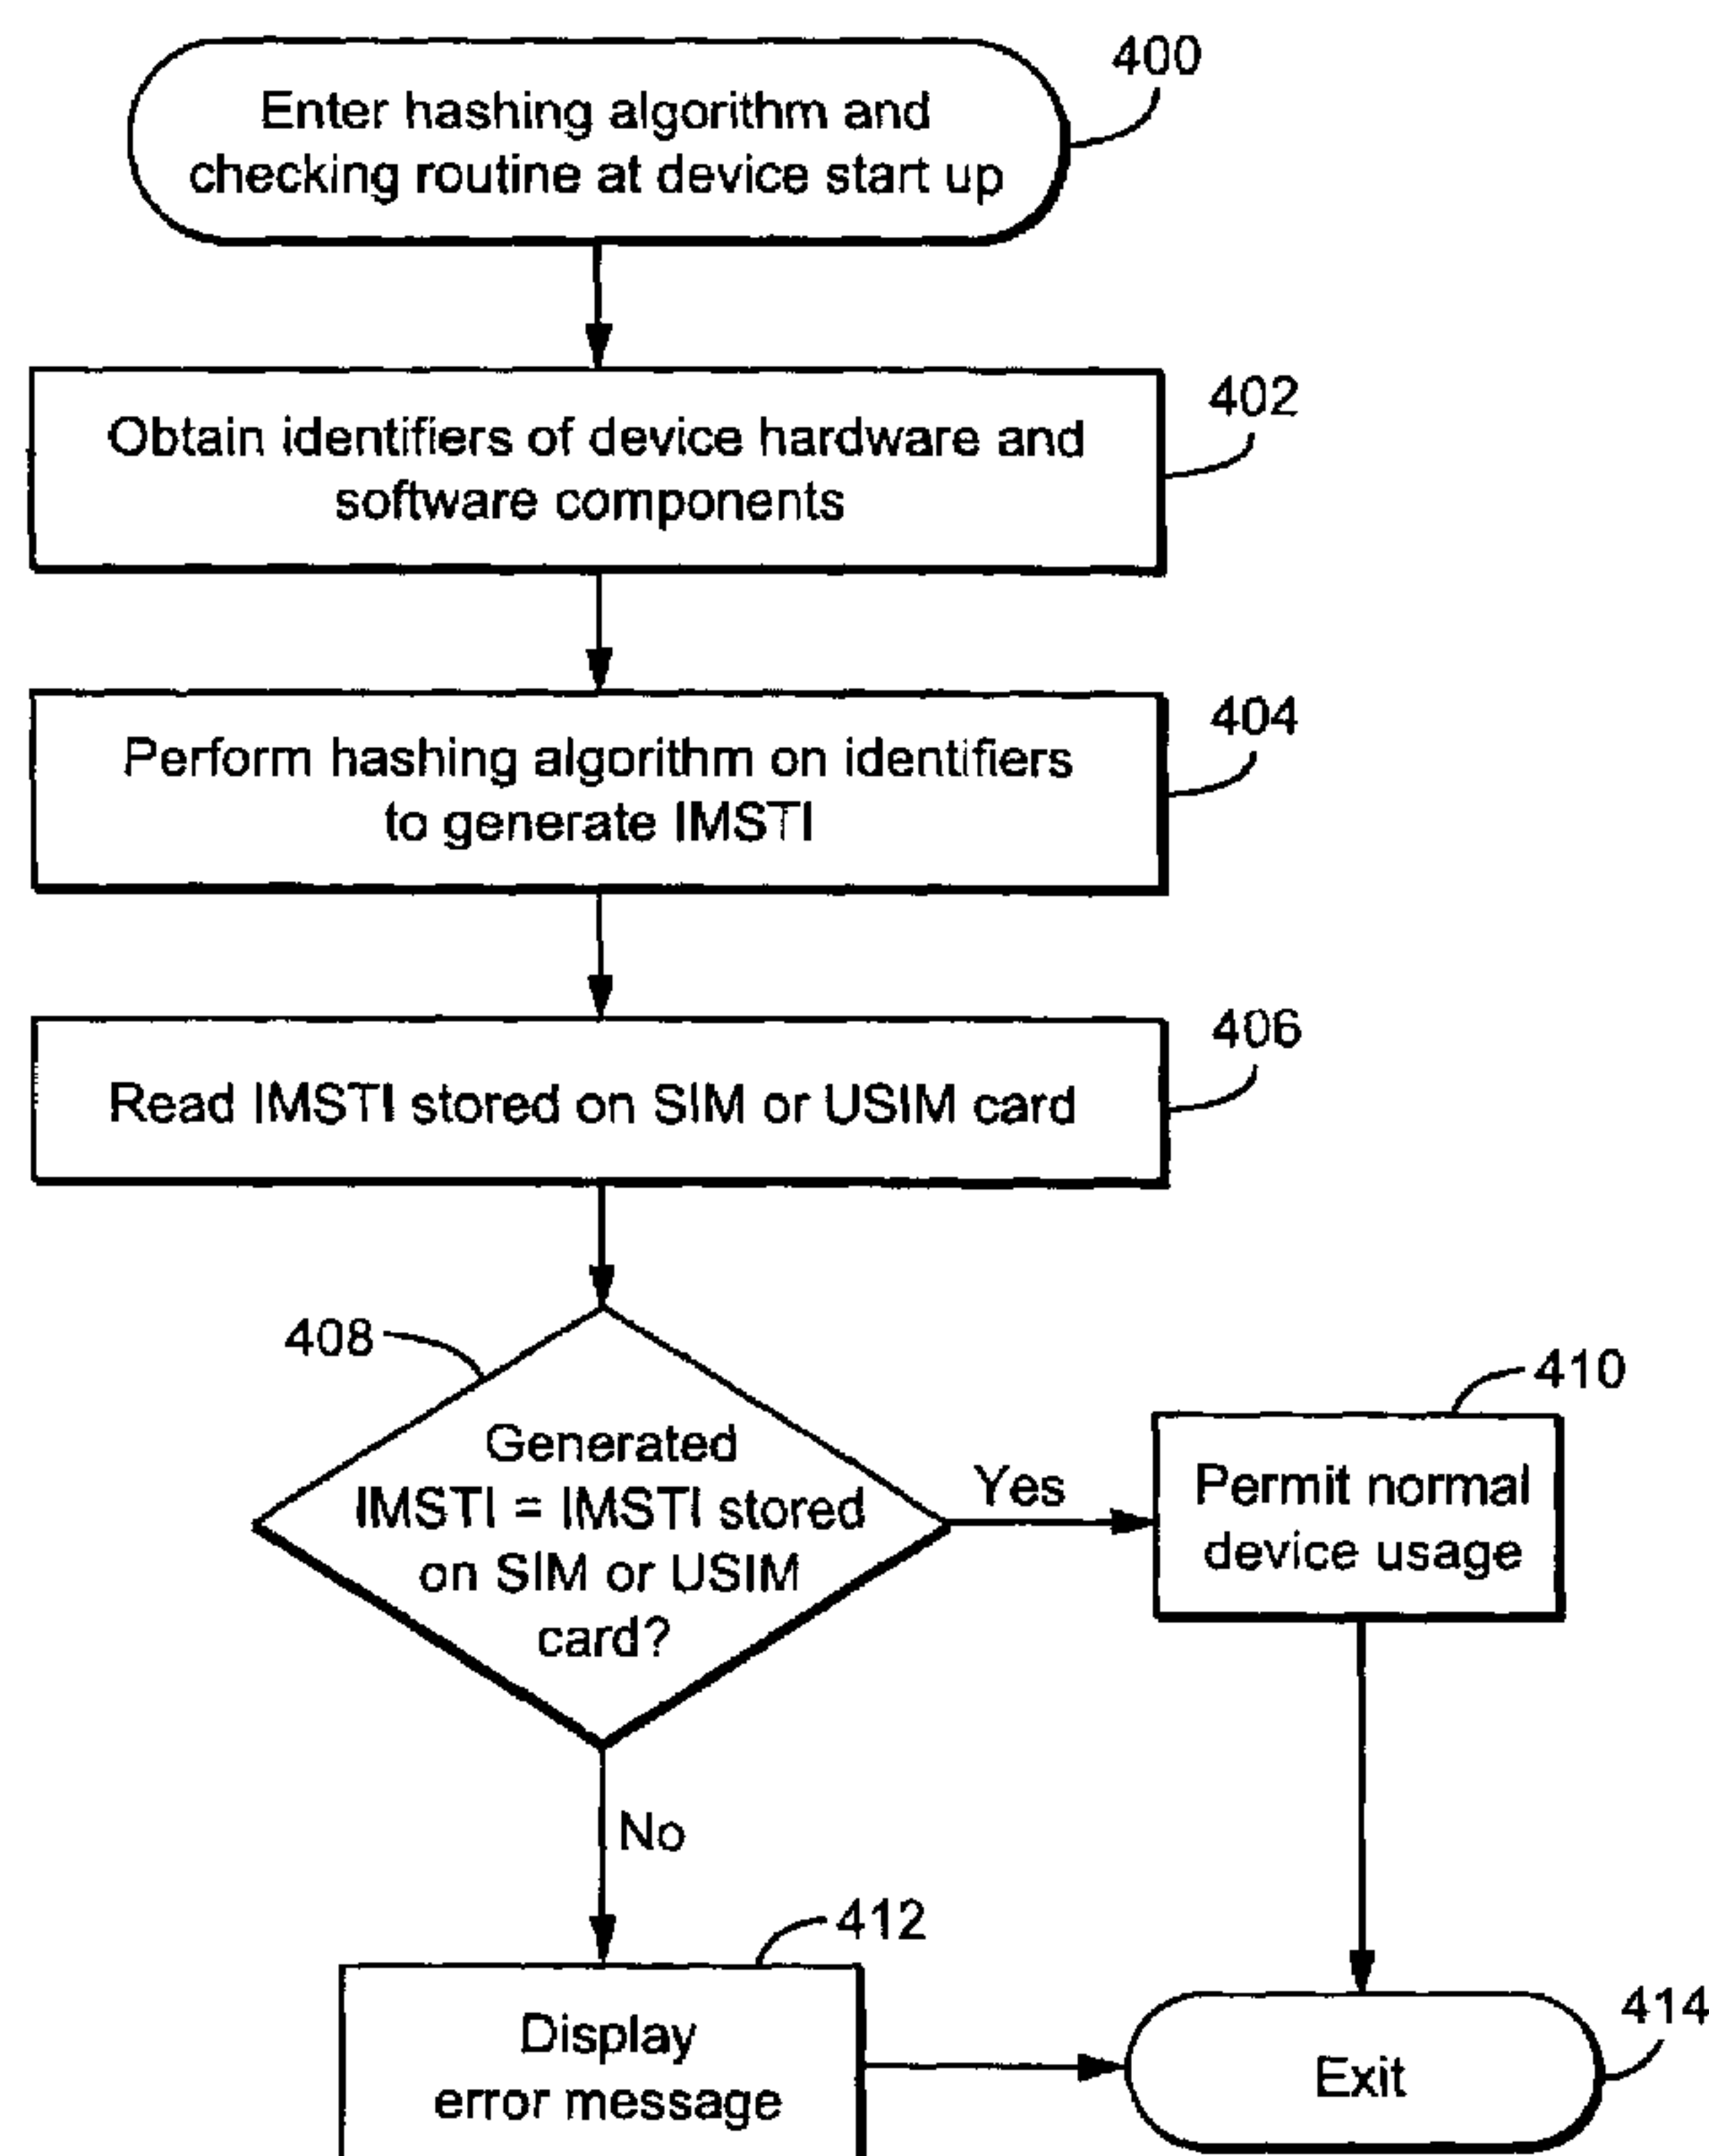 400
Enter hashing algorithm and
checking routine at device start up
402
Obtain identifiers of device hardware and
software components
404
Perform hashing algorithm on identifiers
to generate IMSTI
406
Read IMSTI stored on SIM or USIM card
408
Generated
IMSTI = IMSTI stored
on SIM or USIM
card?
Yes
410
Permit normal
device usage
No
412
Display
error message
414
Exit